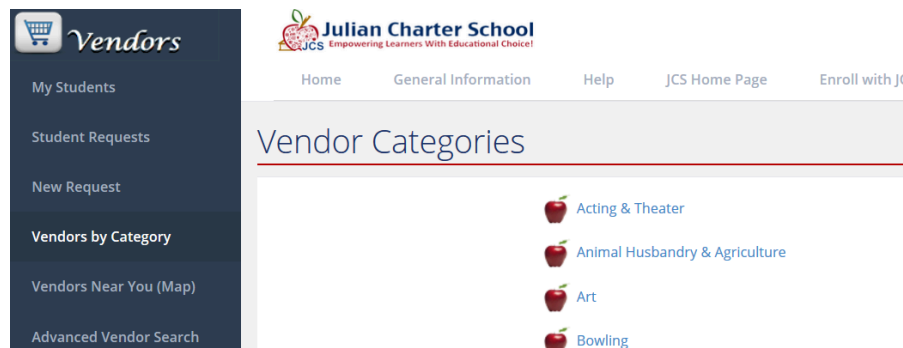 Vendors
My Students
Student Requests
New Request
Vendors by Category
Vendors Near You (Map)
Advanced Vendor Search
Julian Charter School
JCS Empowering Learners With Educational Choice!
Home General Information Help JCS Home Page Enroll with
Vendor Categories
Acting & Theater
Animal Husbandry & Agriculture
Art
Bowling